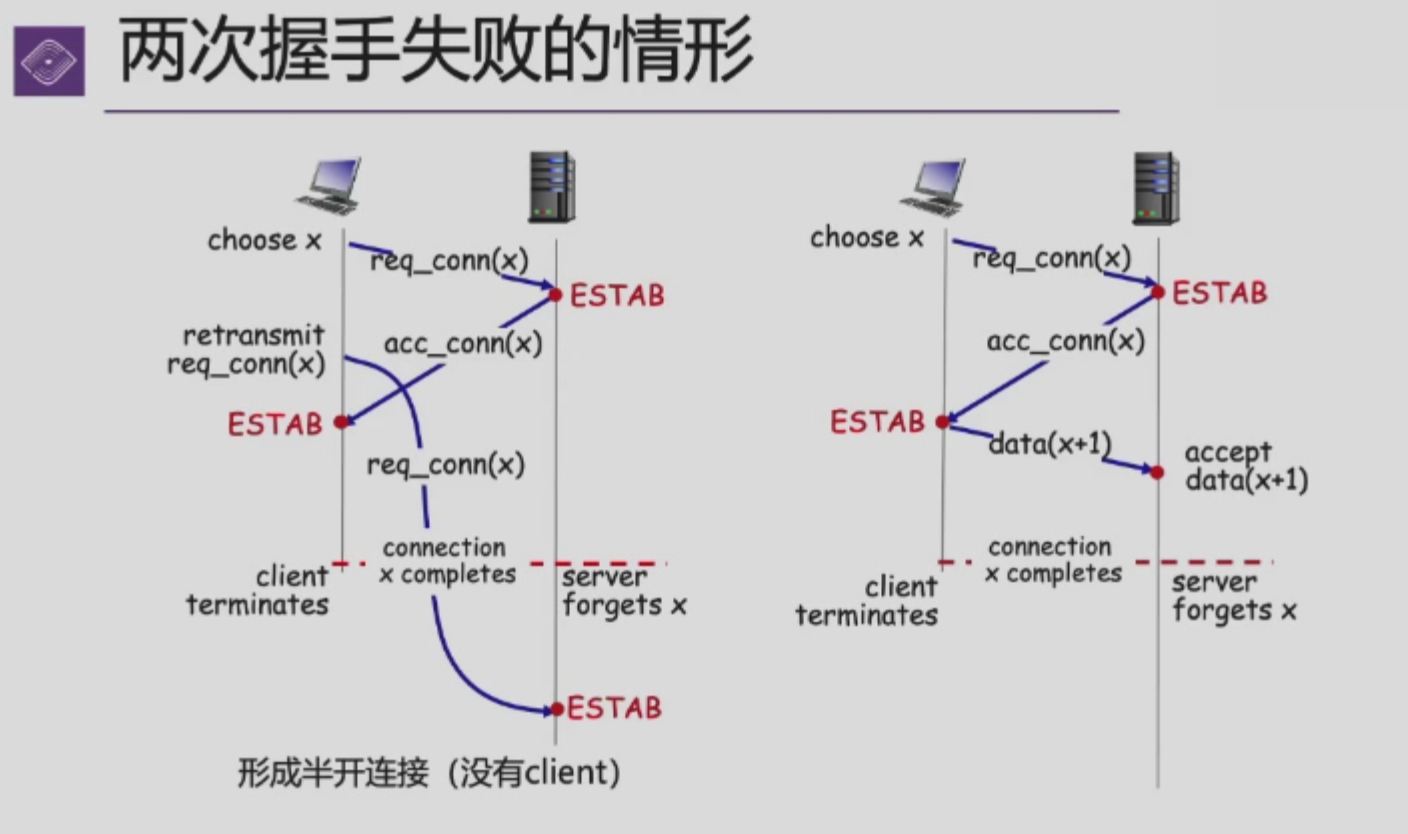 两次握手失败的情形
choose x
req_conn(x)
ESTAB
retransmit
req_conn(x)
acc_conn(x)
ESTAB
req_conn(x)
connection
x completes
client
terminates
server
forgets x
ESTAB
形成半开连接（没有client）
choose x
req_conn(x)
ESTAB
acc_conn(x)
ESTAB
data(x+1)
accept
data(x+1)
connection
x completes
client
terminates
server
forgets x